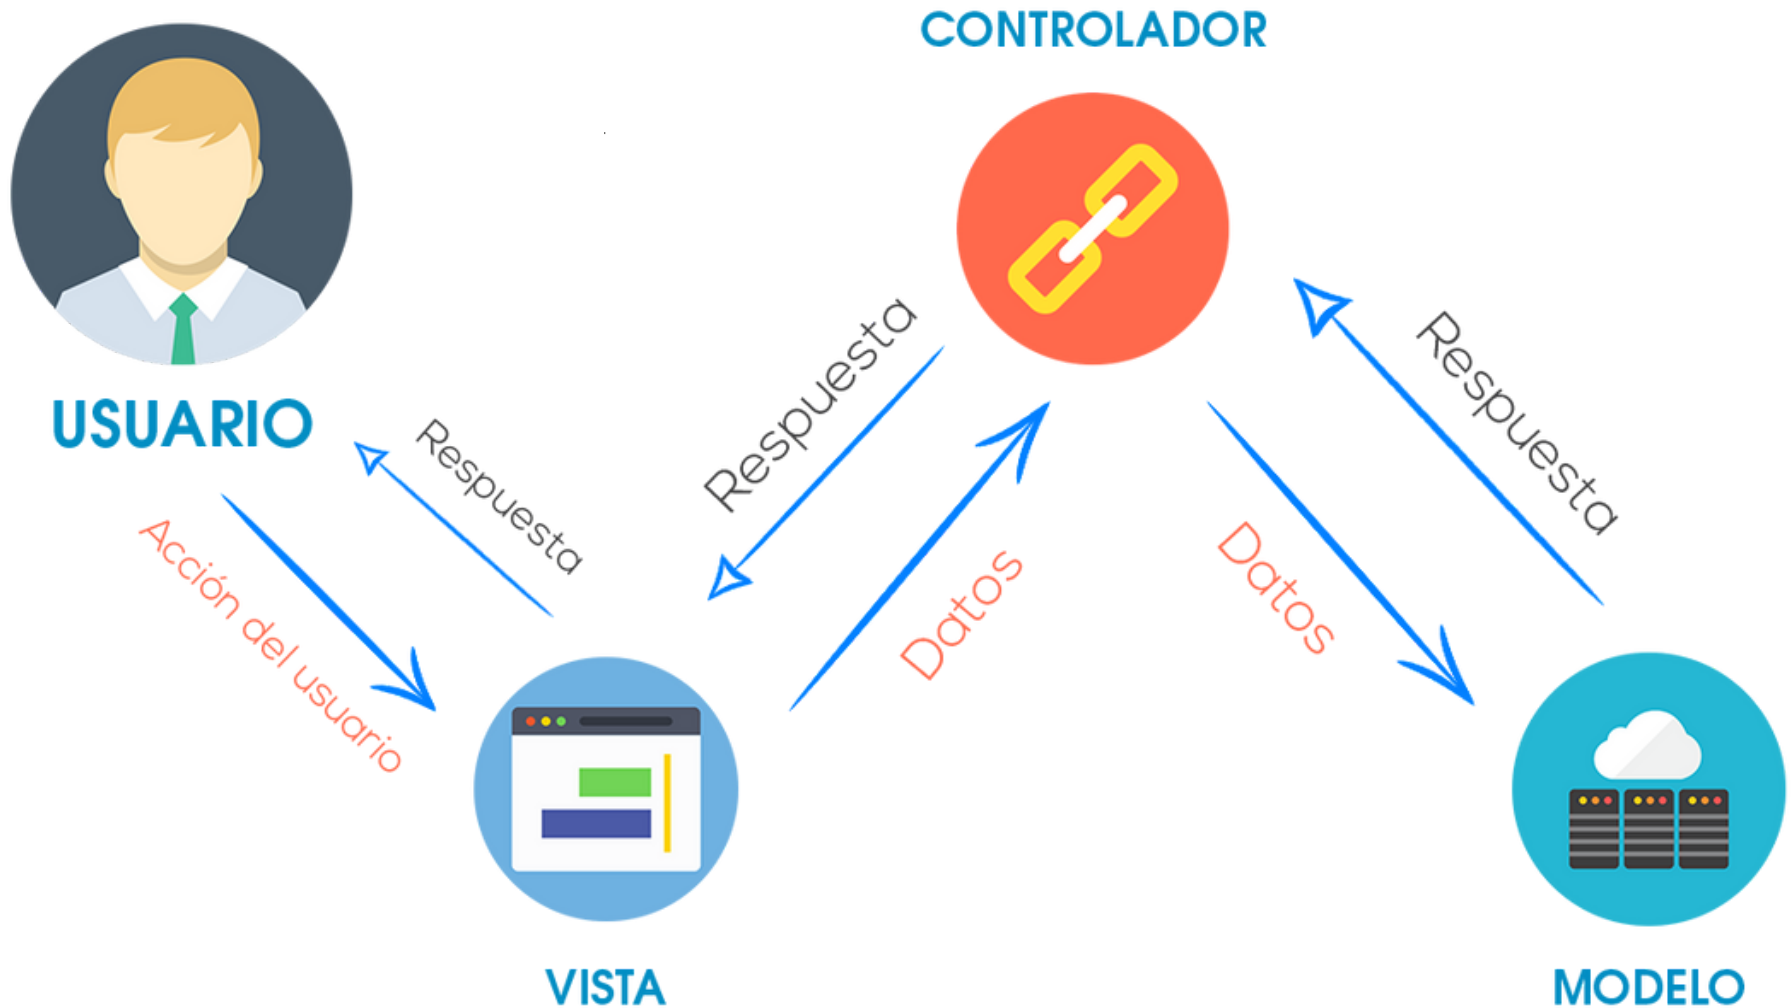 CONTROLADOR
USUARIO
Respuesta
Acción del usuario
Respuesta
Datos
Respuesta
Datos
VISTA
MODELO